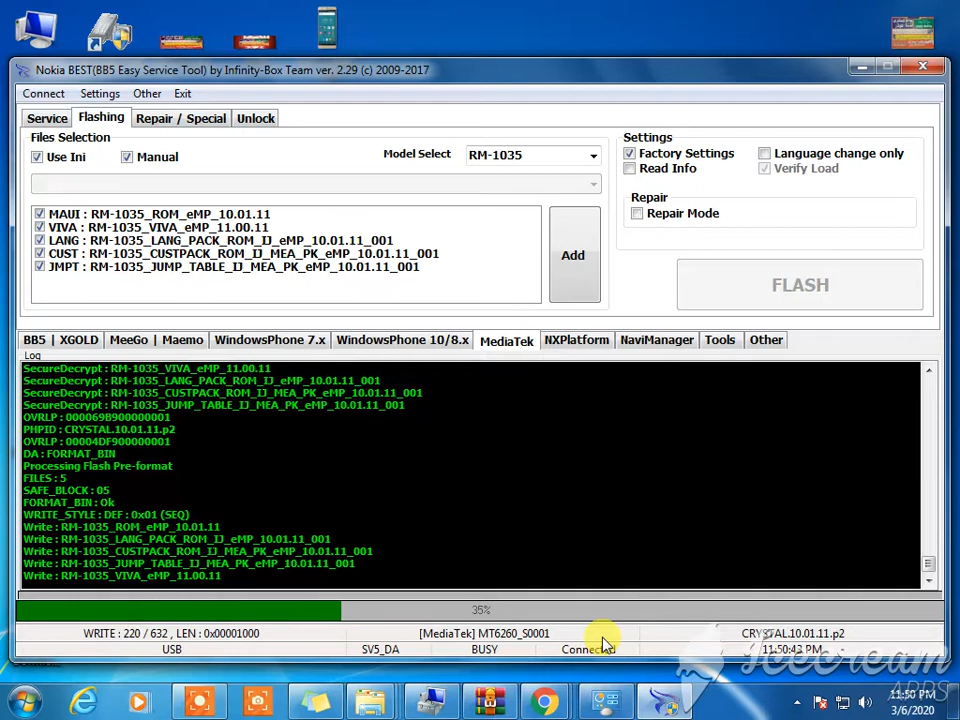 Nokia BEST(BB5 Easy Service Tool) by Infinity-Box Team ver. 2.29 (c) 2009-2017
Connect Settings Other Exit
Service Flashing Repair / Special Unlock
Files Selection
Use Ini Manual Model Select RM-1035
MAUI : RM-1035_ROM_eMP_10.01.11
VIVA : RM-1035_VIVA_eMP_11.00.11
LANG : RM-1035_LANG_PACK_ROM_IJ_eMP_10.01.11_001
CUST : RM-1035_CUSTPACK_ROM_IJ_MEA_PK_eMP_10.01.11_001
JMPT : RM-1035_JUMP_TABLE_IJ_MEA_PK_eMP_10.01.11_001
Add
Settings
Factory Settings Language change only
Read Info Verify Load
Repair
Repair Mode
FLASH
BB5 | XGOLD MeeGo | Maemo WindowsPhone 7.x WindowsPhone 10/8.x MediaTek NXPlatform NaviManager Tools Other
Log
SecureDecrypt : RM-1035_VIVA_eMP_11.00.11
SecureDecrypt : RM-1035_LANG_PACK_ROM_IJ_eMP_10.01.11_001
SecureDecrypt : RM-1035_CUSTPACK_ROM_IJ_MEA_PK_eMP_10.01.11_001
SecureDecrypt : RM-1035_JUMP_TABLE_IJ_MEA_PK_eMP_10.01.11_001
OVRLP : 000069B900000001
PHPID : CRYSTAL.10.01.11.p2
OVRLP : 00004DF900000001
DA : FORMAT_BIN
Processing Flash Pre-format
FILES : 5
SAFE_BLOCK : 05
FORMAT_BIN : Ok
WRITE_STYLE : DEF : 0x01 (SEQ)
Write : RM-1035_ROM_eMP_10.01.11
Write : RM-1035_LANG_PACK_ROM_IJ_eMP_10.01.11_001
Write : RM-1035_CUSTPACK_ROM_IJ_MEA_PK_eMP_10.01.11_001
Write : RM-1035_JUMP_TABLE_IJ_MEA_PK_eMP_10.01.11_001
Write : RM-1035_VIVA_eMP_11.00.11
35%
WRITE : 220 / 632 , LEN : 0x00001000 [MediaTek] MT6260_S0001 CRYSTAL.10.01.11.p2
USB SV5_DA BUSY Connected 11:50:43 PM
Icecream
APPS
11:50 PM
3/6/2020